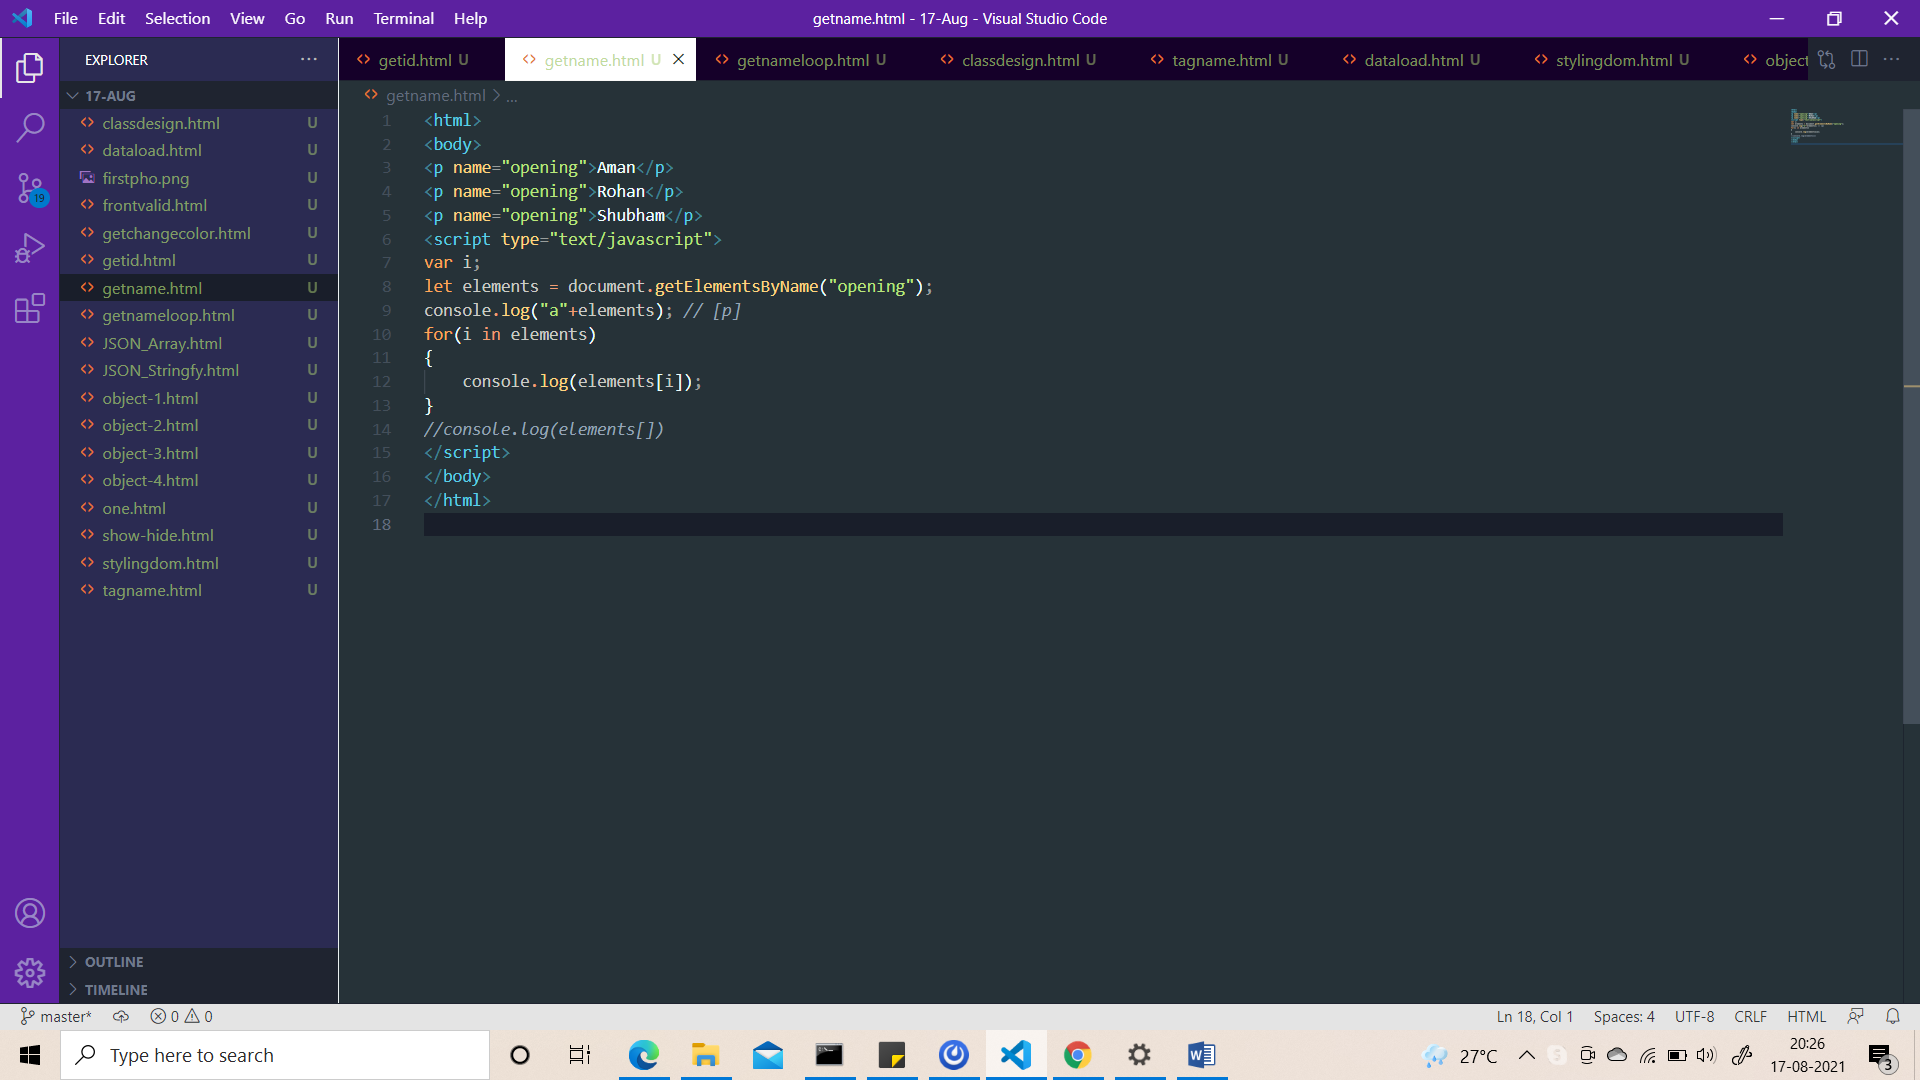 File Edit Selection View Go Run Terminal Help
getname.html - 17-Aug - Visual Studio Code
EXPLORER
getid.html U
getname.html U
getnameloop.html U
classdesign.html U
tagname.html U
dataload.html U
stylingdom.html U
object
17-AUG
classdesign.html U
dataload.html U
firstpho.png U
frontvalid.html U
getchangecolor.html U
getid.html U
getname.html U
getnameloop.html U
JSON_Array.html U
JSON_Stringfy.html U
object-1.html U
object-2.html U
object-3.html U
object-4.html U
one.html U
show-hide.html U
stylingdom.html U
tagname.html U
OUTLINE
TIMELINE
19
getname.html > ...
1 <html>
2 <body>
3 <p name="opening">Aman</p>
4 <p name="opening">Rohan</p>
5 <p name="opening">Shubham</p>
6 <script type="text/javascript">
7 var i;
8 let elements = document.getElementsByName("opening");
9 console.log("a"+elements); // [p]
10 for(i in elements)
11 {
12 console.log(elements[i]);
13 }
14 //console.log(elements[])
15 </script>
16 </body>
17 </html>
18
master* 0 0
Ln 18, Col 1 Spaces: 4 UTF-8 CRLF HTML
Type here to search
27°C
20:26
17-08-2021
3